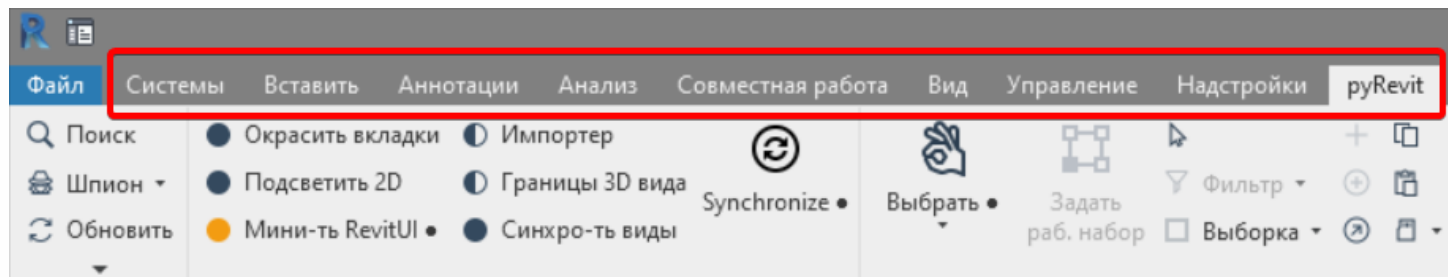 Файл Системы Вставить Аннотации Анализ Совместная работа Вид Управление Надстройки pyRevit
Поиск Окрасить вкладки Импортер
Шпион Подсветить 2D Границы 3D вида Synchronize Выбрать Задать раб. набор Фильтр
Обновить Мини-ть RevitUI Синхро-ть виды Выборка